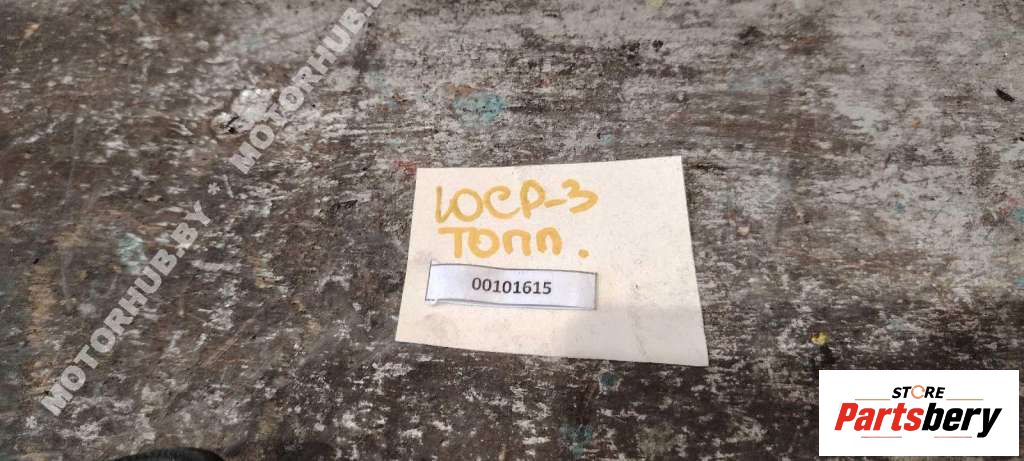 ЮСР-3
ТОПЛ.
00101615
MOTORHUB.BY * MOTORHUB.BY
STORE
Partsbery